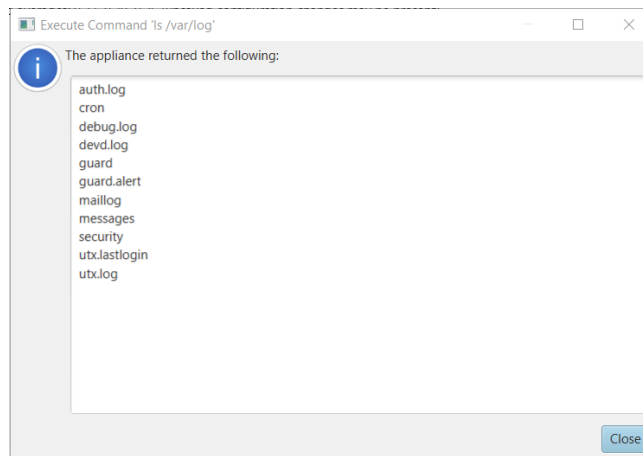 Execute Command 'ls /var/log'
The appliance returned the following:
auth.log
cron
debug.log
devd.log
guard
guard.alert
maillog
messages
security
utx.lastlogin
utx.log
Close